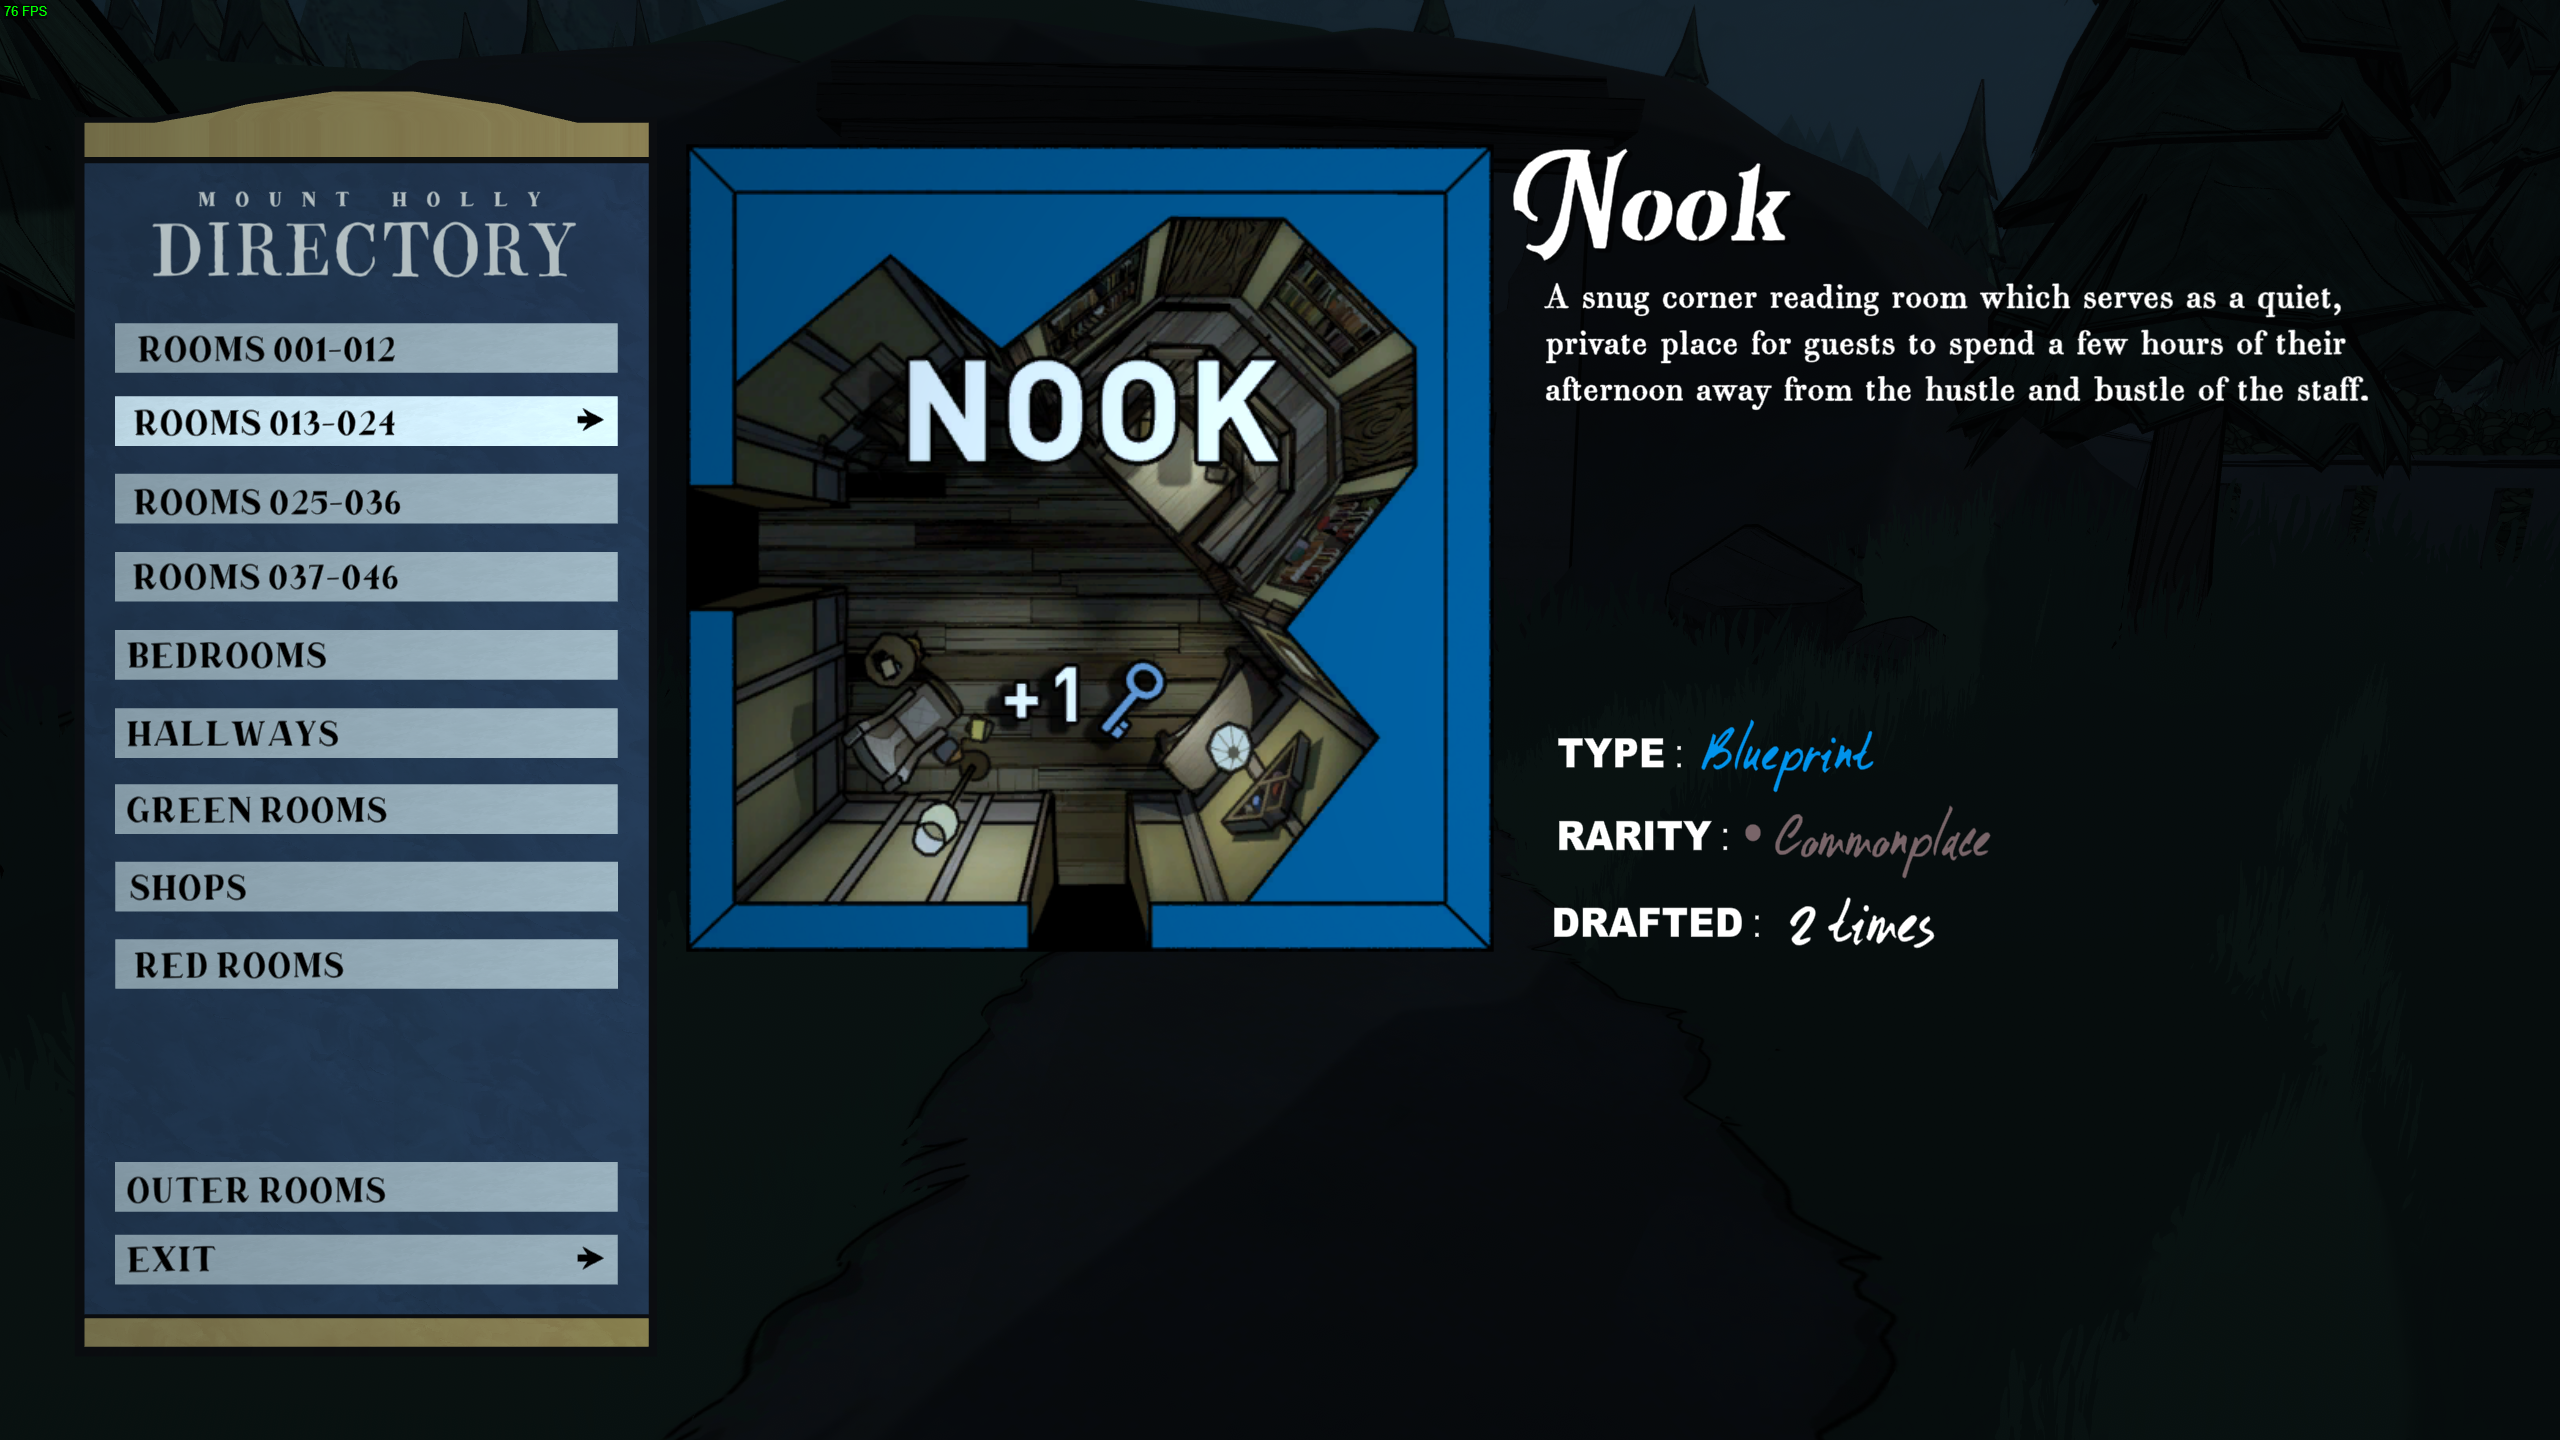 76 FPS
MOUNT HOLLY
DIRECTORY
ROOMS 001-012
ROOMS 013-024
ROOMS 025-036
ROOMS 037-046
BEDROOMS
HALLWAYS
GREEN ROOMS
SHOPS
RED ROOMS
OUTER ROOMS
EXIT
NOOK
+1
Nook
A snug corner reading room which serves as a quiet,
private place for guests to spend a few hours of their
afternoon away from the hustle and bustle of the staff.
TYPE : Blueprint
RARITY : • Commonplace
DRAFTED : 2 times